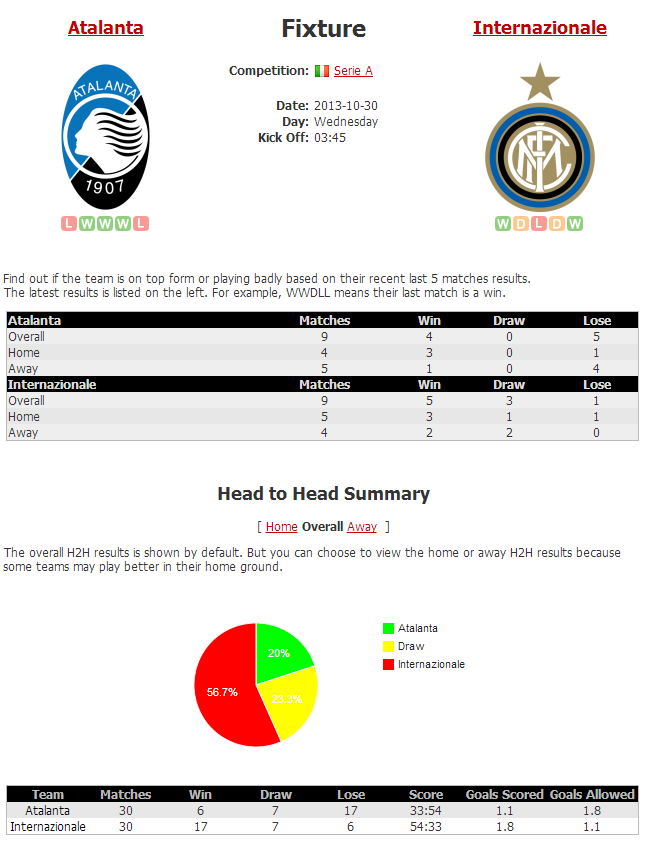 Atalanta
Fixture
Internazionale
Competition: Serie A
Date: 2013-10-30
Day: Wednesday
Kick Off: 03:45
ATALANTA
1907
L W W W L
W D L D W
Find out if the team is on top form or playing badly based on their recent last 5 matches results.
The latest results is listed on the left. For example, WWDLL means their last match is a win.
Atalanta Matches Win Draw Lose
Overall 9 4 0 5
Home 4 3 0 1
Away 5 1 0 4
Internazionale Matches Win Draw Lose
Overall 9 5 3 1
Home 5 3 1 1
Away 4 2 2 0
Head to Head Summary
[ Home Overall Away ]
The overall H2H results is shown by default. But you can choose to view the home or away H2H results because
some teams may play better in their home ground.
20%
23.3%
56.7%
Atalanta
Draw
Internazionale
Team Matches Win Draw Lose Score Goals Scored Goals Allowed
Atalanta 30 6 7 17 33:54 1.1 1.8
Internazionale 30 17 7 6 54:33 1.8 1.1